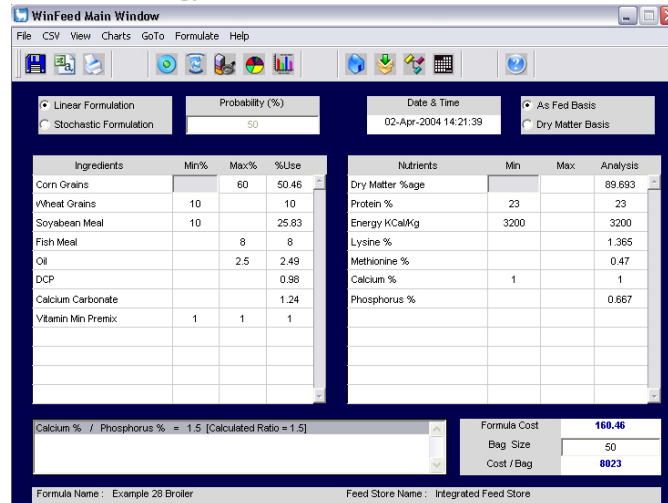 WinFeed Main Window
File CSV View Charts GoTo Formulate Help
Linear Formulation
Stochastic Formulation
Probability (%)
50
Date & Time
02-Apr-2004 14:21:39
As Fed Basis
Dry Matter Basis
Ingredients Min% Max% %Use
Corn Grains 60 50.46
Wheat Grains 10 10
Soyabean Meal 10 25.83
Fish Meal 8 8
Oil 2.5 2.49
DCP 0.98
Calcium Carbonate 1.24
Vitamin Min Premix 1 1 1
Nutrients Min Max Analysis
Dry Matter %age 89.693
Protein % 23 23
Energy KCal/Kg 3200 3200
Lysine % 1.365
Methionine % 0.47
Calcium % 1 1
Phosphorus % 0.667
Calcium % / Phosphorus % = 1.5 [Calculated Ratio = 1.5]
Formula Cost 160.46
Bag Size 50
Cost / Bag 8023
Formula Name : Example 28 Broiler
Feed Store Name : Integrated Feed Store